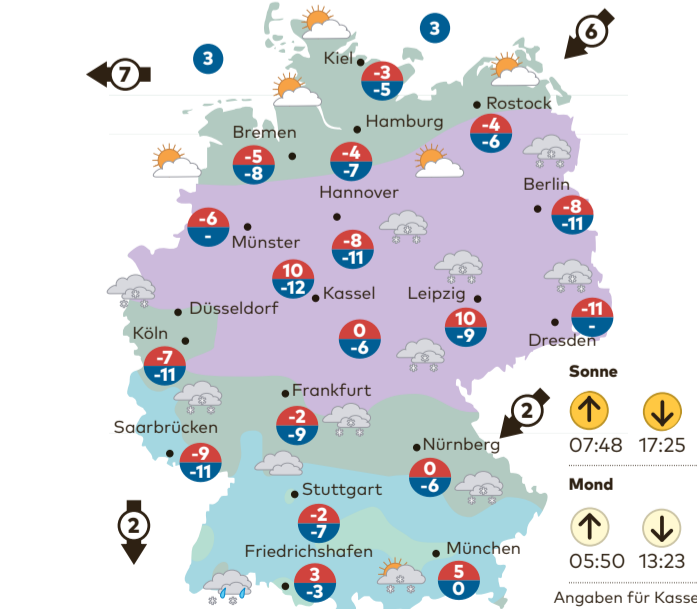 6
3
3
Kiel
-3
-5
7
Rostock
-4
-6
Hamburg
-4
-7
Bremen
-5
-8
Hannover
-8
-11
Berlin
-8
-11
-6
-
Münster
10
-12
Kassel
Leipzig
10
-9
Düsseldorf
-11
-
Dresden
Köln
-7
-11
0
-6
Sonne
07:48 17:25
Frankfurt
-2
-9
2
Saarbrücken
-9
-11
Nürnberg
0
-6
Mond
05:50 13:23
Stuttgart
-2
-7
2
Friedrichshafen
3
-3
München
5
0
Angaben für Kasse